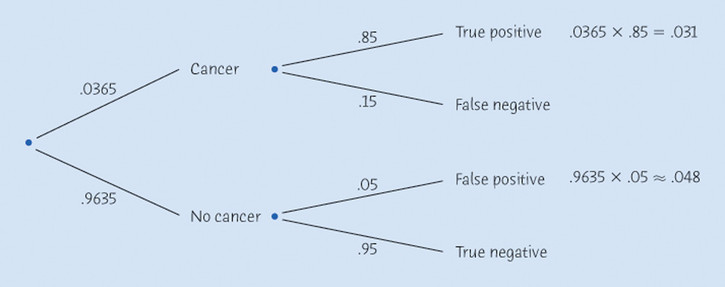 .85
True positive .0365 × .85 = .031
Cancer
.0365
.15
False negative
.05
False positive .9635 × .05 ≈ .048
.9635
No cancer
.95
True negative